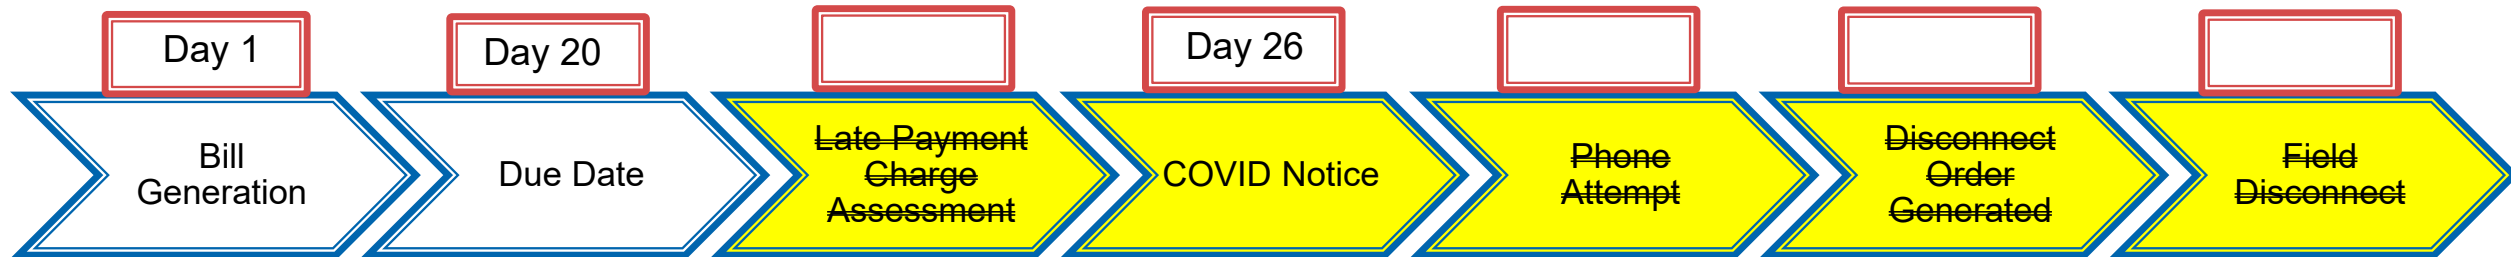 Day 1
Day 20
Day 26
Bill
Generation
Due Date
Late Payment
Charge
Assessment
COVID Notice
Phone
Attempt
Disconnect
Order
Generated
Field
Disconnect